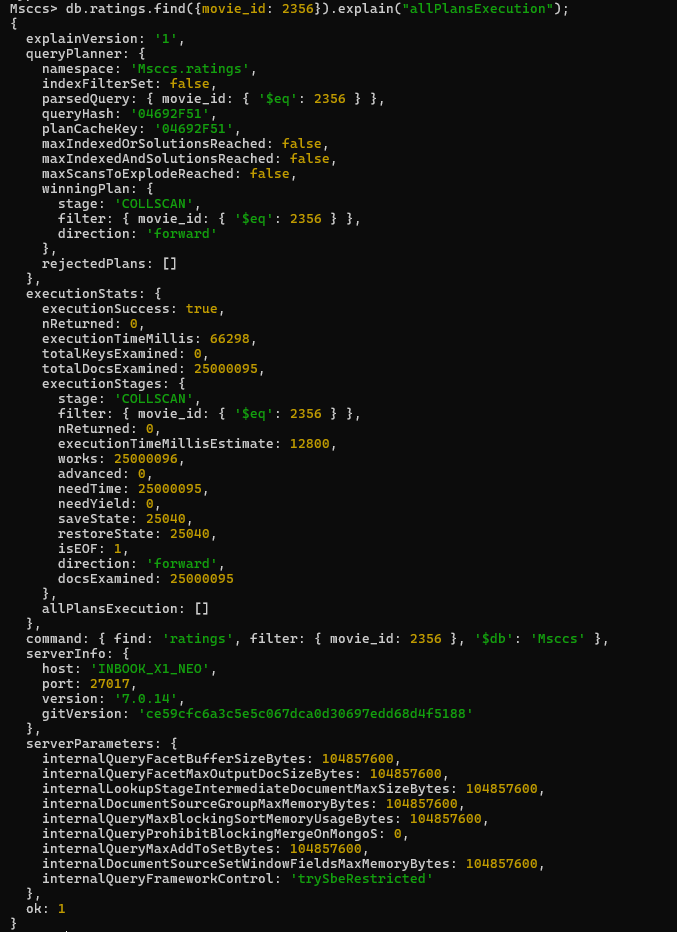 Msccs> db.ratings.find({movie_id: 2356}).explain("allPlansExecution");
{
  explainVersion: '1',
  queryPlanner: {
    namespace: 'Msccs.ratings',
    indexFilterSet: false,
    parsedQuery: { movie_id: { '$eq': 2356 } },
    queryHash: '04692F51',
    planCacheKey: '04692F51',
    maxIndexedOrSolutionsReached: false,
    maxIndexedAndSolutionsReached: false,
    maxScansToExplodeReached: false,
    winningPlan: {
      stage: 'COLLSCAN',
      filter: { movie_id: { '$eq': 2356 } },
      direction: 'forward'
    },
    rejectedPlans: []
  },
  executionStats: {
    executionSuccess: true,
    nReturned: 0,
    executionTimeMillis: 66298,
    totalKeysExamined: 0,
    totalDocsExamined: 25000095,
    executionStages: {
      stage: 'COLLSCAN',
      filter: { movie_id: { '$eq': 2356 } },
      nReturned: 0,
      executionTimeMillisEstimate: 12800,
      works: 25000096,
      advanced: 0,
      needTime: 25000095,
      needYield: 0,
      saveState: 25040,
      restoreState: 25040,
      isEOF: 1,
      direction: 'forward',
      docsExamined: 25000095
    },
    allPlansExecution: []
  },
  command: { find: 'ratings', filter: { movie_id: 2356 }, '$db': 'Msccs' },
  serverInfo: {
    host: 'INBOOK_X1_NEO',
    port: 27017,
    version: '7.0.14',
    gitVersion: 'ce59cfc6a3c5e5c067dca0d30697edd68d4f5188'
  },
  serverParameters: {
    internalQueryFacetBufferSizeBytes: 104857600,
    internalQueryFacetMaxOutputDocSizeBytes: 104857600,
    internalLookupStageIntermediateDocumentMaxSizeBytes: 104857600,
    internalDocumentSourceGroupMaxMemoryBytes: 104857600,
    internalQueryMaxBlockingSortMemoryUsageBytes: 104857600,
    internalQueryProhibitBlockingMergeOnMongoS: 0,
    internalQueryMaxAddToSetBytes: 104857600,
    internalDocumentSourceSetWindowFieldsMaxMemoryBytes: 104857600,
    internalQueryFrameworkControl: 'trySbeRestricted'
  },
  ok: 1
}